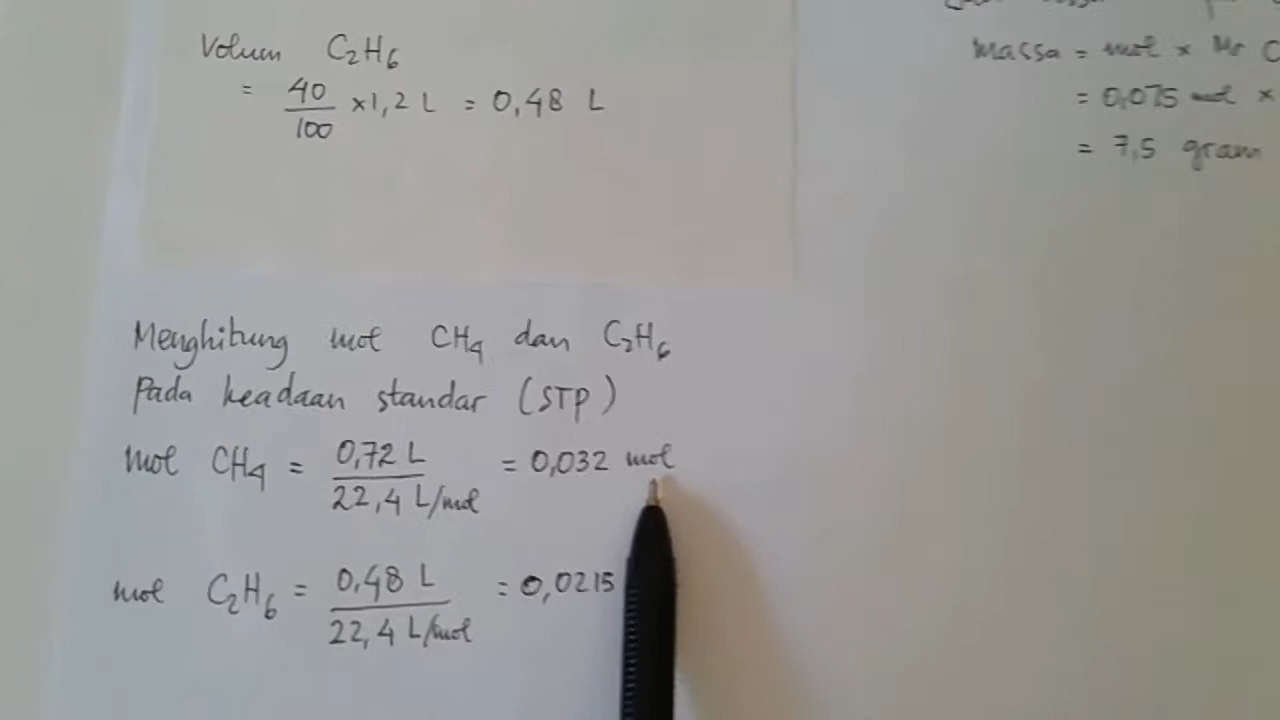 Volum C₂H₆
= 40/100 × 1,2 L = 0,48 L
Menghitung mol CH₄ dan C₂H₆
Pada keadaan standar (STP)
mol CH₄ = 0,72 L / 22,4 L/mol = 0,032 mol
mol C₂H₆ = 0,48 L / 22,4 L/mol = 0,0215
massa = mol × Mr C
= 0,075 mol ×
= 7,5 gram